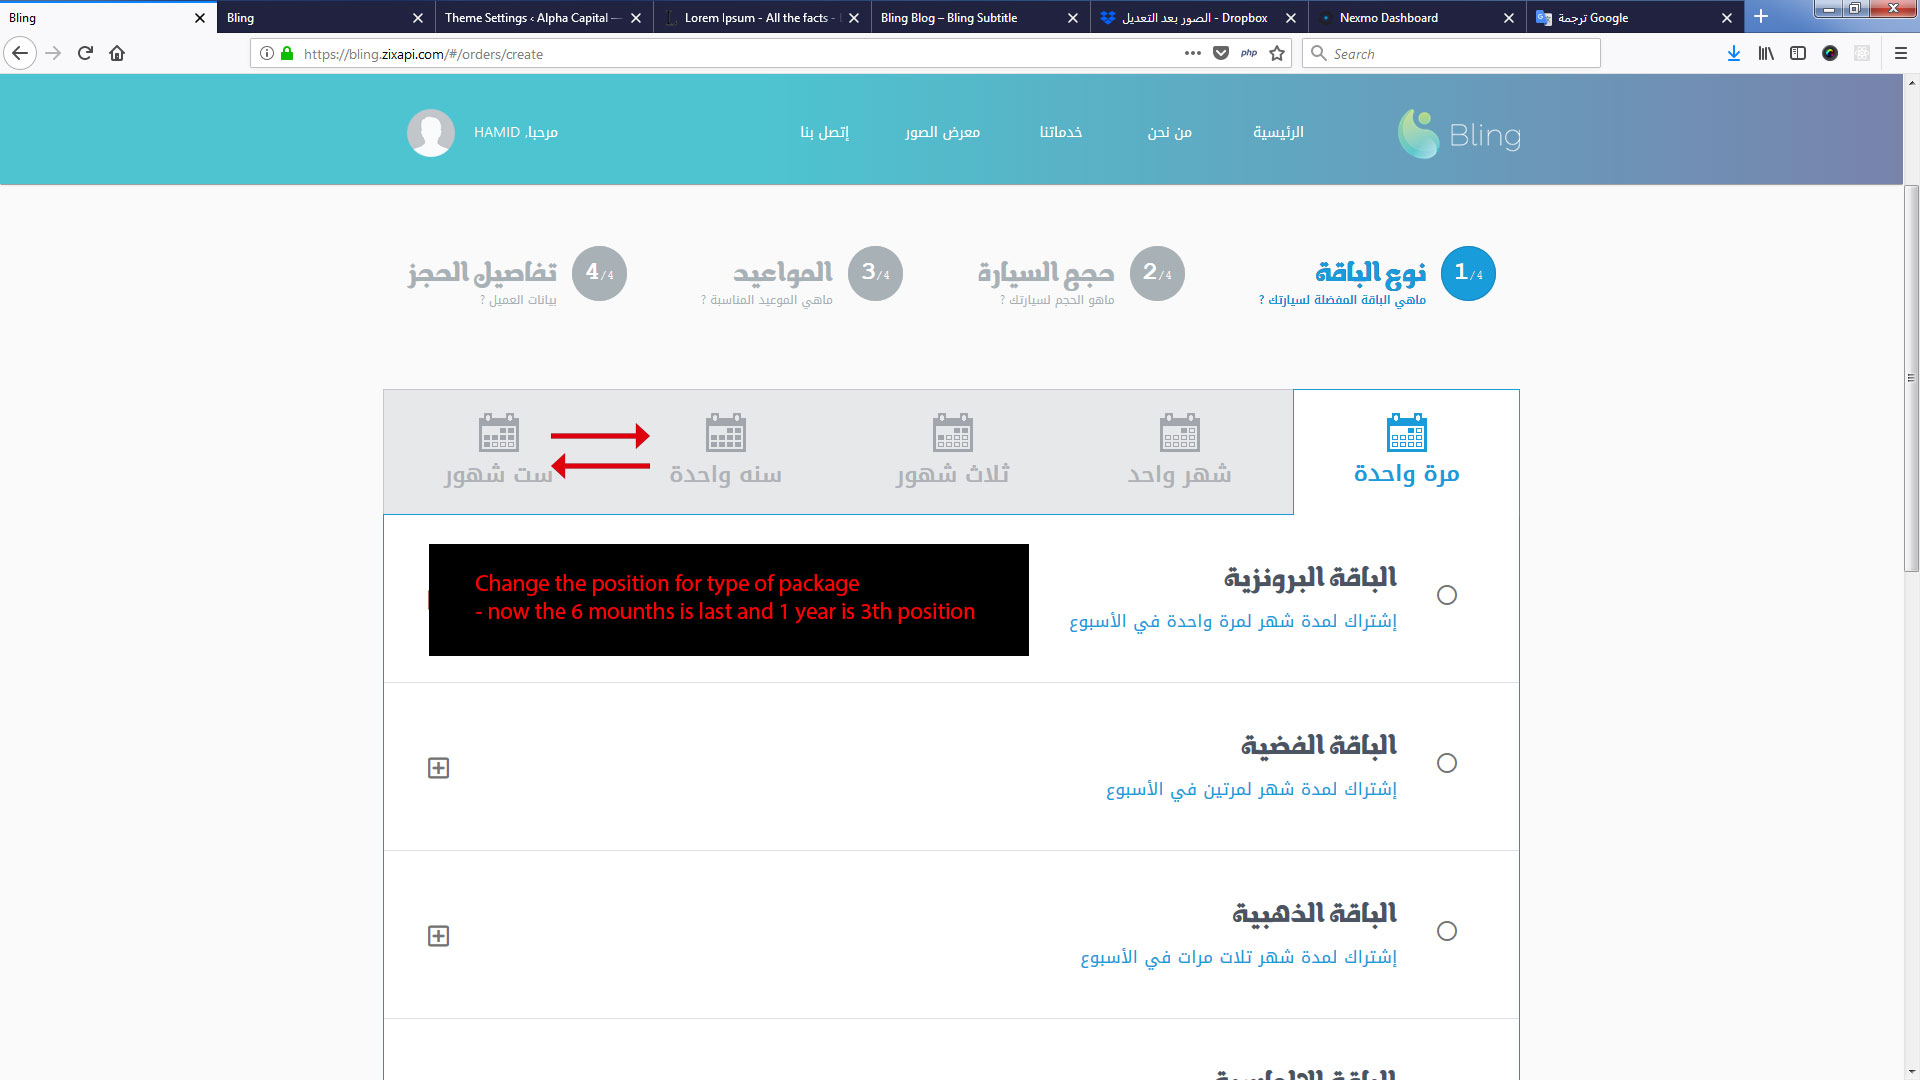 Bling
Bling
Theme Settings ‹ Alpha Capital —
Lorem Ipsum - All the facts -
Bling Blog – Bling Subtitle
الصور بعد التعديل - Dropbox
Nexmo Dashboard
ترجمة Google
https://bling.zixapi.com/#/orders/create
php
Search
Bling
الرئيسية
من نحن
خدماتنا
معرض الصور
إتصل بنا
مرحبا, HAMID
1/4
نوع الباقة
ماهي الباقة المفضلة لسيارتك ?
2/4
حجم السيارة
ماهو الحجم لسيارتك ?
3/4
المواعيد
ماهي الموعيد المناسبة ?
4/4
تفاصيل الحجز
بيانات العميل ?
مرة واحدة
شهر واحد
ثلاث شهور
سنه واحدة
ست شهور
الباقة البرونزية
إشتراك لمدة شهر لمرة واحدة في الأسبوع
Change the position for type of package
- now the 6 mounths is last and 1 year is 3th position
الباقة الفضية
إشتراك لمدة شهر لمرتين في الأسبوع
الباقة الذهبية
إشتراك لمدة شهر تلات مرات في الأسبوع